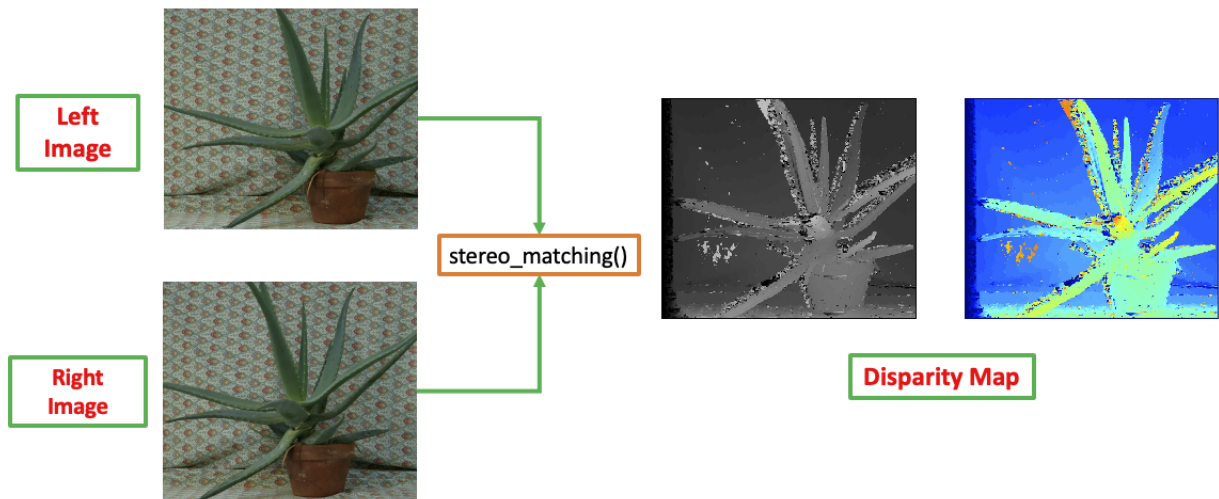 Left
Image
stereo_matching()
Right
Image
Disparity Map